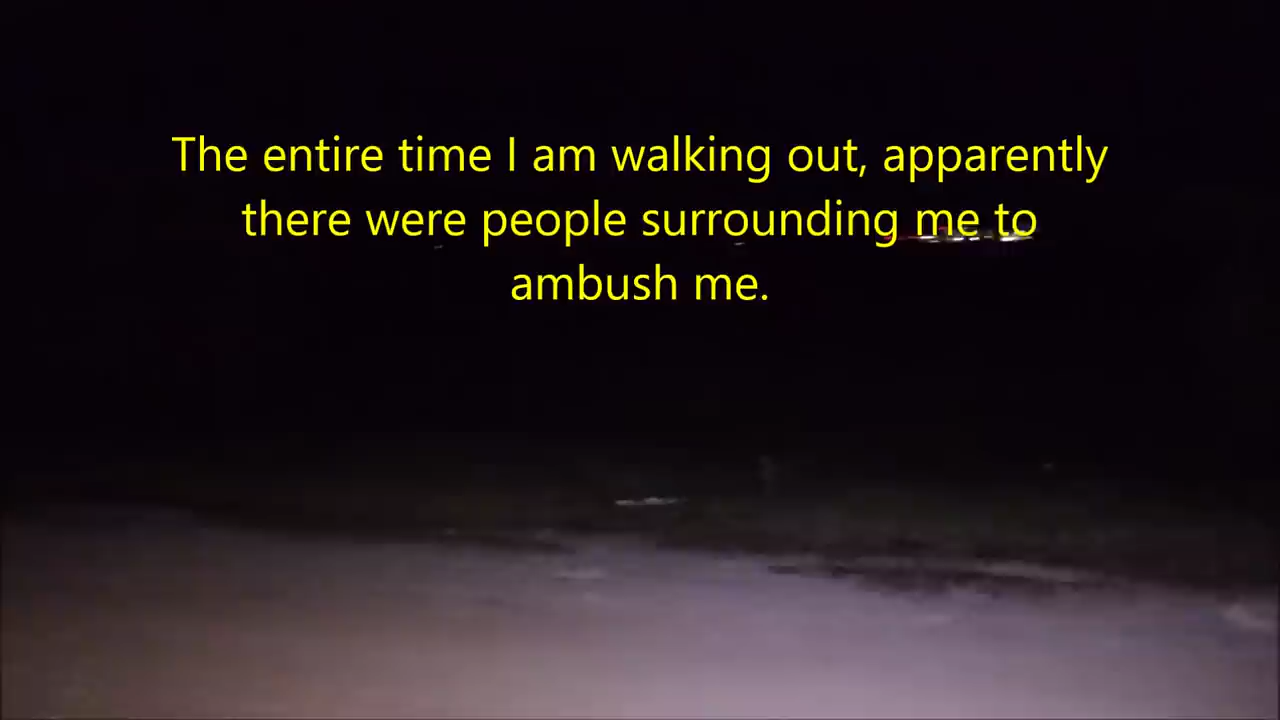 The entire time I am walking out, apparently
there were people surrounding me to
ambush me.